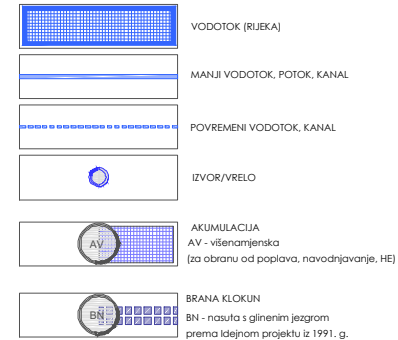 VODOTOK (RIJEKA)
MANJI VODOTOK, POTOK, KANAL
POVREMENI VODOTOK, KANAL
IZVOR/VRELO
AKUMULACIJA
AV
AV - višenamjenska
(za obranu od poplava, navodnjavanje, HE)
BRANA KLOKUN
BN
BN - nasuta s glinenim jezgrom
prema Idejnom projektu iz 1991. g.